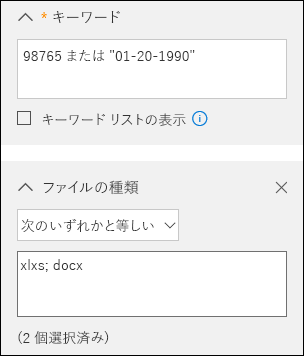 * キーワード
98765 または "01-20-1990"
キーワード リストの表示
ファイルの種類
次のいずれかと等しい
xlxs; docx
(2 個選択済み)